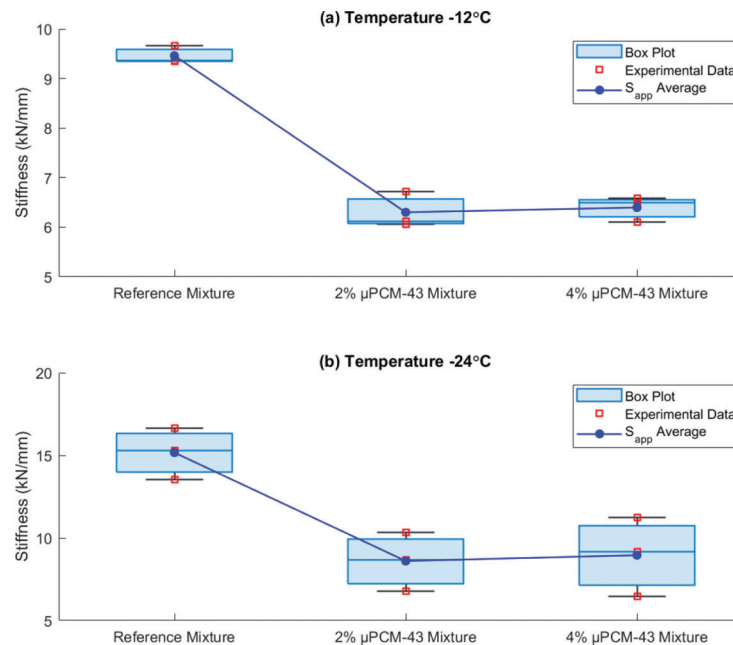 (a) Temperature -12°C
10
9
8
7
6
5
Stiffness (kN/mm)
Box Plot
Experimental Data
Sapp Average
Reference Mixture
2% µPCM-43 Mixture
4% µPCM-43 Mixture
(b) Temperature -24°C
20
15
10
5
Stiffness (kN/mm)
Box Plot
Experimental Data
Sapp Average
Reference Mixture
2% µPCM-43 Mixture
4% µPCM-43 Mixture